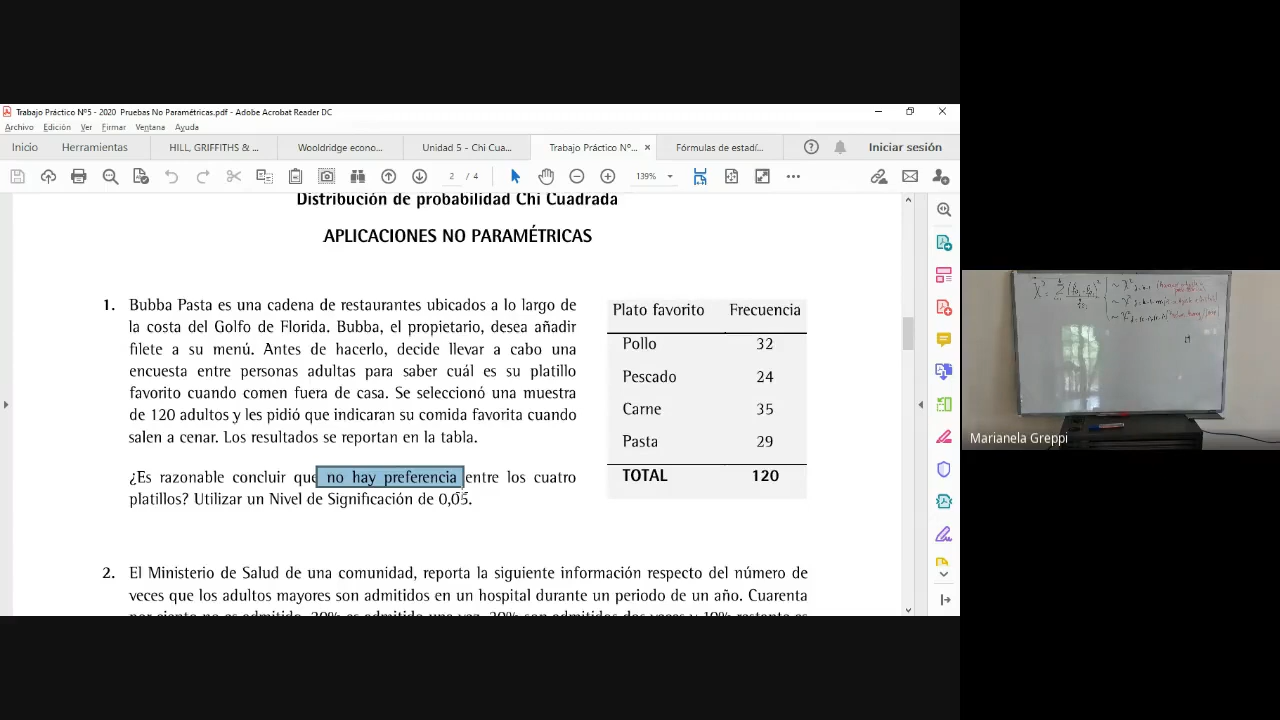 Trabajo Práctico Nº5 - 2020 Pruebas No Paramétricas.pdf - Adobe Acrobat Reader DC
Archivo Edición Ver Firmar Ventana Ayuda
Inicio Herramientas HILL, GRIFFITHS & ... Wooldridge econo... Unidad 5 - Chi Cua... Trabajo Práctico Nº... × Fórmulas de estadí... Iniciar sesión
2 / 4 139%
Distribución de probabilidad Chi Cuadrada
APLICACIONES NO PARAMÉTRICAS
1. Bubba Pasta es una cadena de restaurantes ubicados a lo largo de
la costa del Golfo de Florida. Bubba, el propietario, desea añadir
filete a su menú. Antes de hacerlo, decide llevar a cabo una
encuesta entre personas adultas para saber cuál es su platillo
favorito cuando comen fuera de casa. Se seleccionó una muestra
de 120 adultos y les pidió que indicaran su comida favorita cuando
salen a cenar. Los resultados se reportan en la tabla.
¿Es razonable concluir que no hay preferencia entre los cuatro
platillos? Utilizar un Nivel de Significación de 0,05.
Plato favorito Frecuencia
Pollo 32
Pescado 24
Carne 35
Pasta 29
TOTAL 120
2. El Ministerio de Salud de una comunidad, reporta la siguiente información respecto del número de
veces que los adultos mayores son admitidos en un hospital durante un periodo de un año. Cuarenta
Marianela Greppi